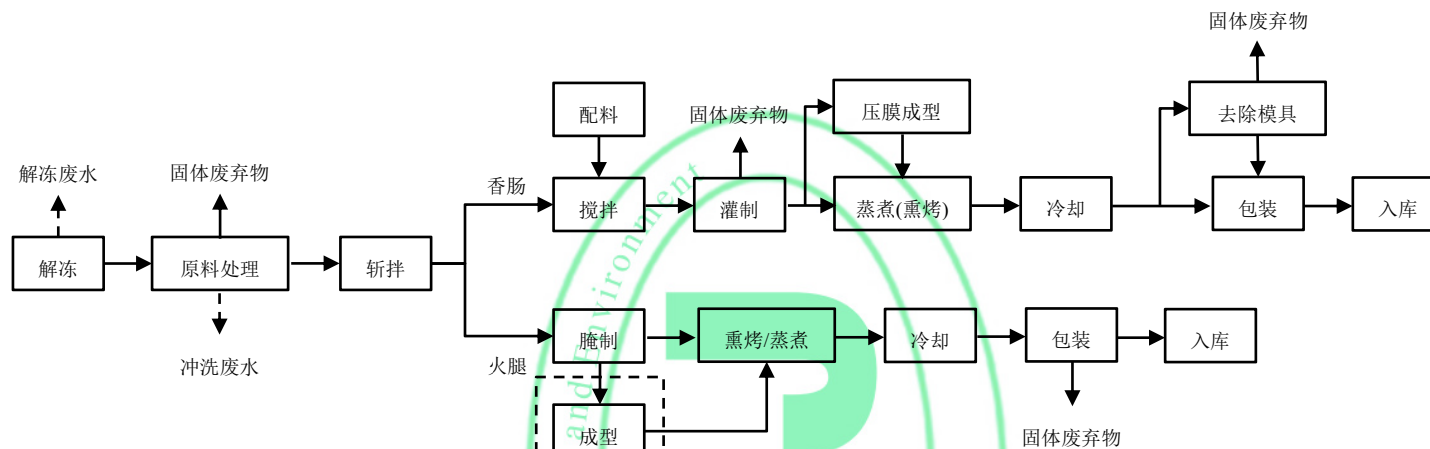 固体废弃物
配料
固体废弃物
压膜成型
去除模具
解冻废水
固体废弃物
香肠
搅拌
灌制
蒸煮(熏烤)
冷却
包装
入库
解冻
原料处理
斩拌
冲洗废水
火腿
腌制
熏烤/蒸煮
冷却
包装
入库
成型
固体废弃物
and Environment